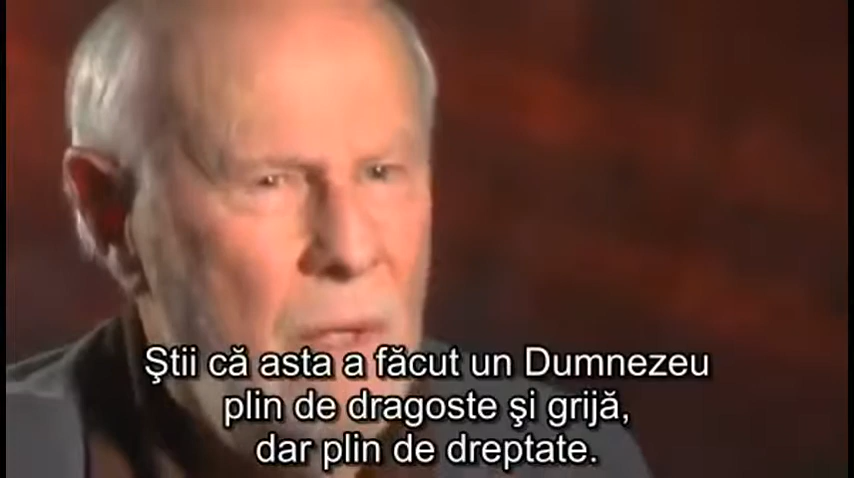 Ştii că asta a făcut un Dumnezeu
plin de dragoste şi grijă,
dar plin de dreptate.